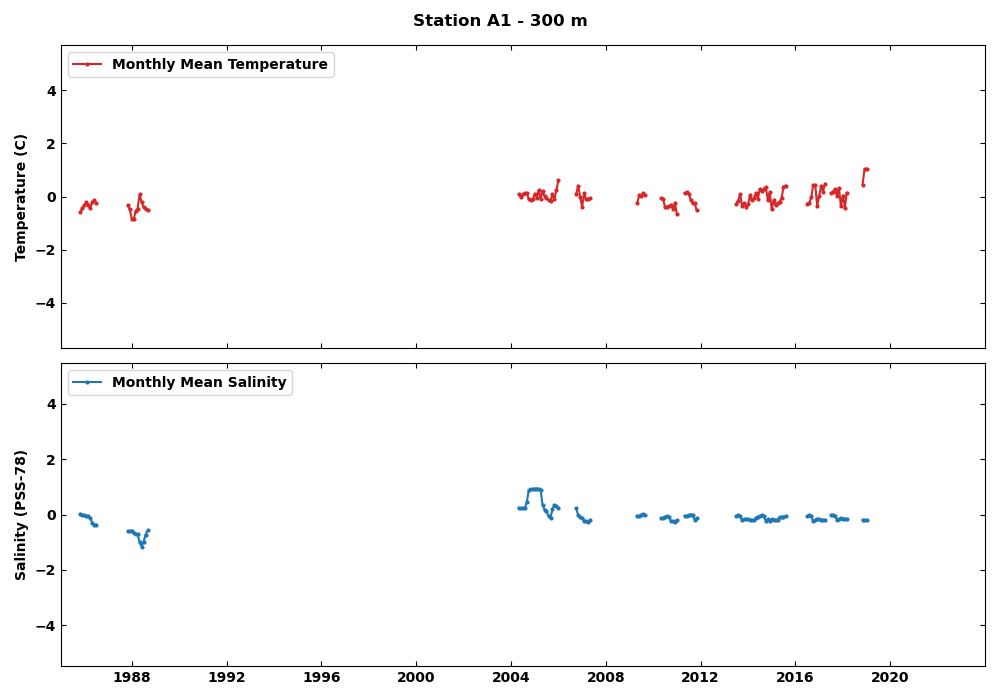 Station A1 - 300 m
Monthly Mean Temperature
Temperature (C)
4
2
0
−2
−4
Monthly Mean Salinity
Salinity (PSS-78)
4
2
0
−2
−4
1988 1992 1996 2000 2004 2008 2012 2016 2020